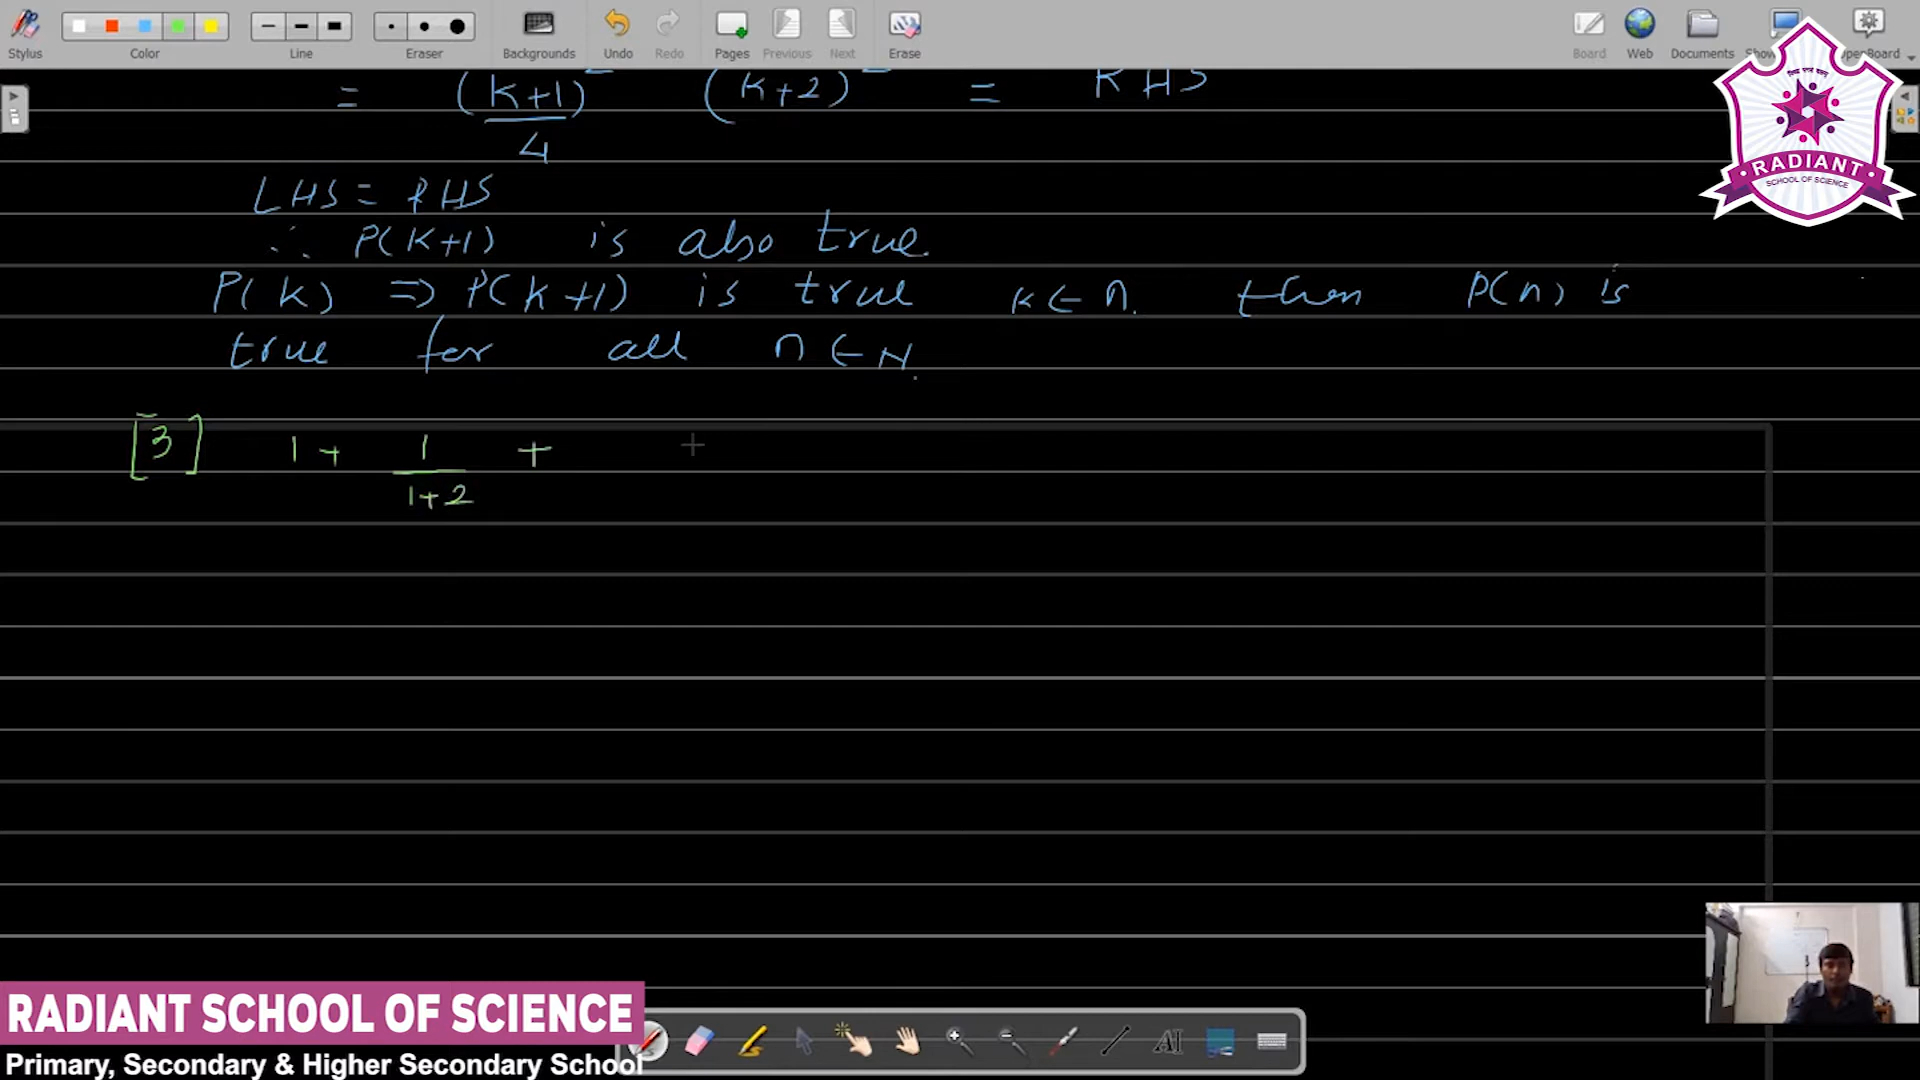 Stylus Color Line Eraser Backgrounds Undo Redo Pages Previous Next Erase Board Web Documents
= (k+1)² (k+2)² = RHS
4
LHS = RHS
∴ P(k+1) is also true.
P(k) => P(k+1) is true k ∈ n. then P(n) is
true for all n ∈ N.
[3] 1 + 1/(1+2) +
RADIANT
SCHOOL OF SCIENCE
RADIANT SCHOOL OF SCIENCE
Primary, Secondary & Higher Secondary School